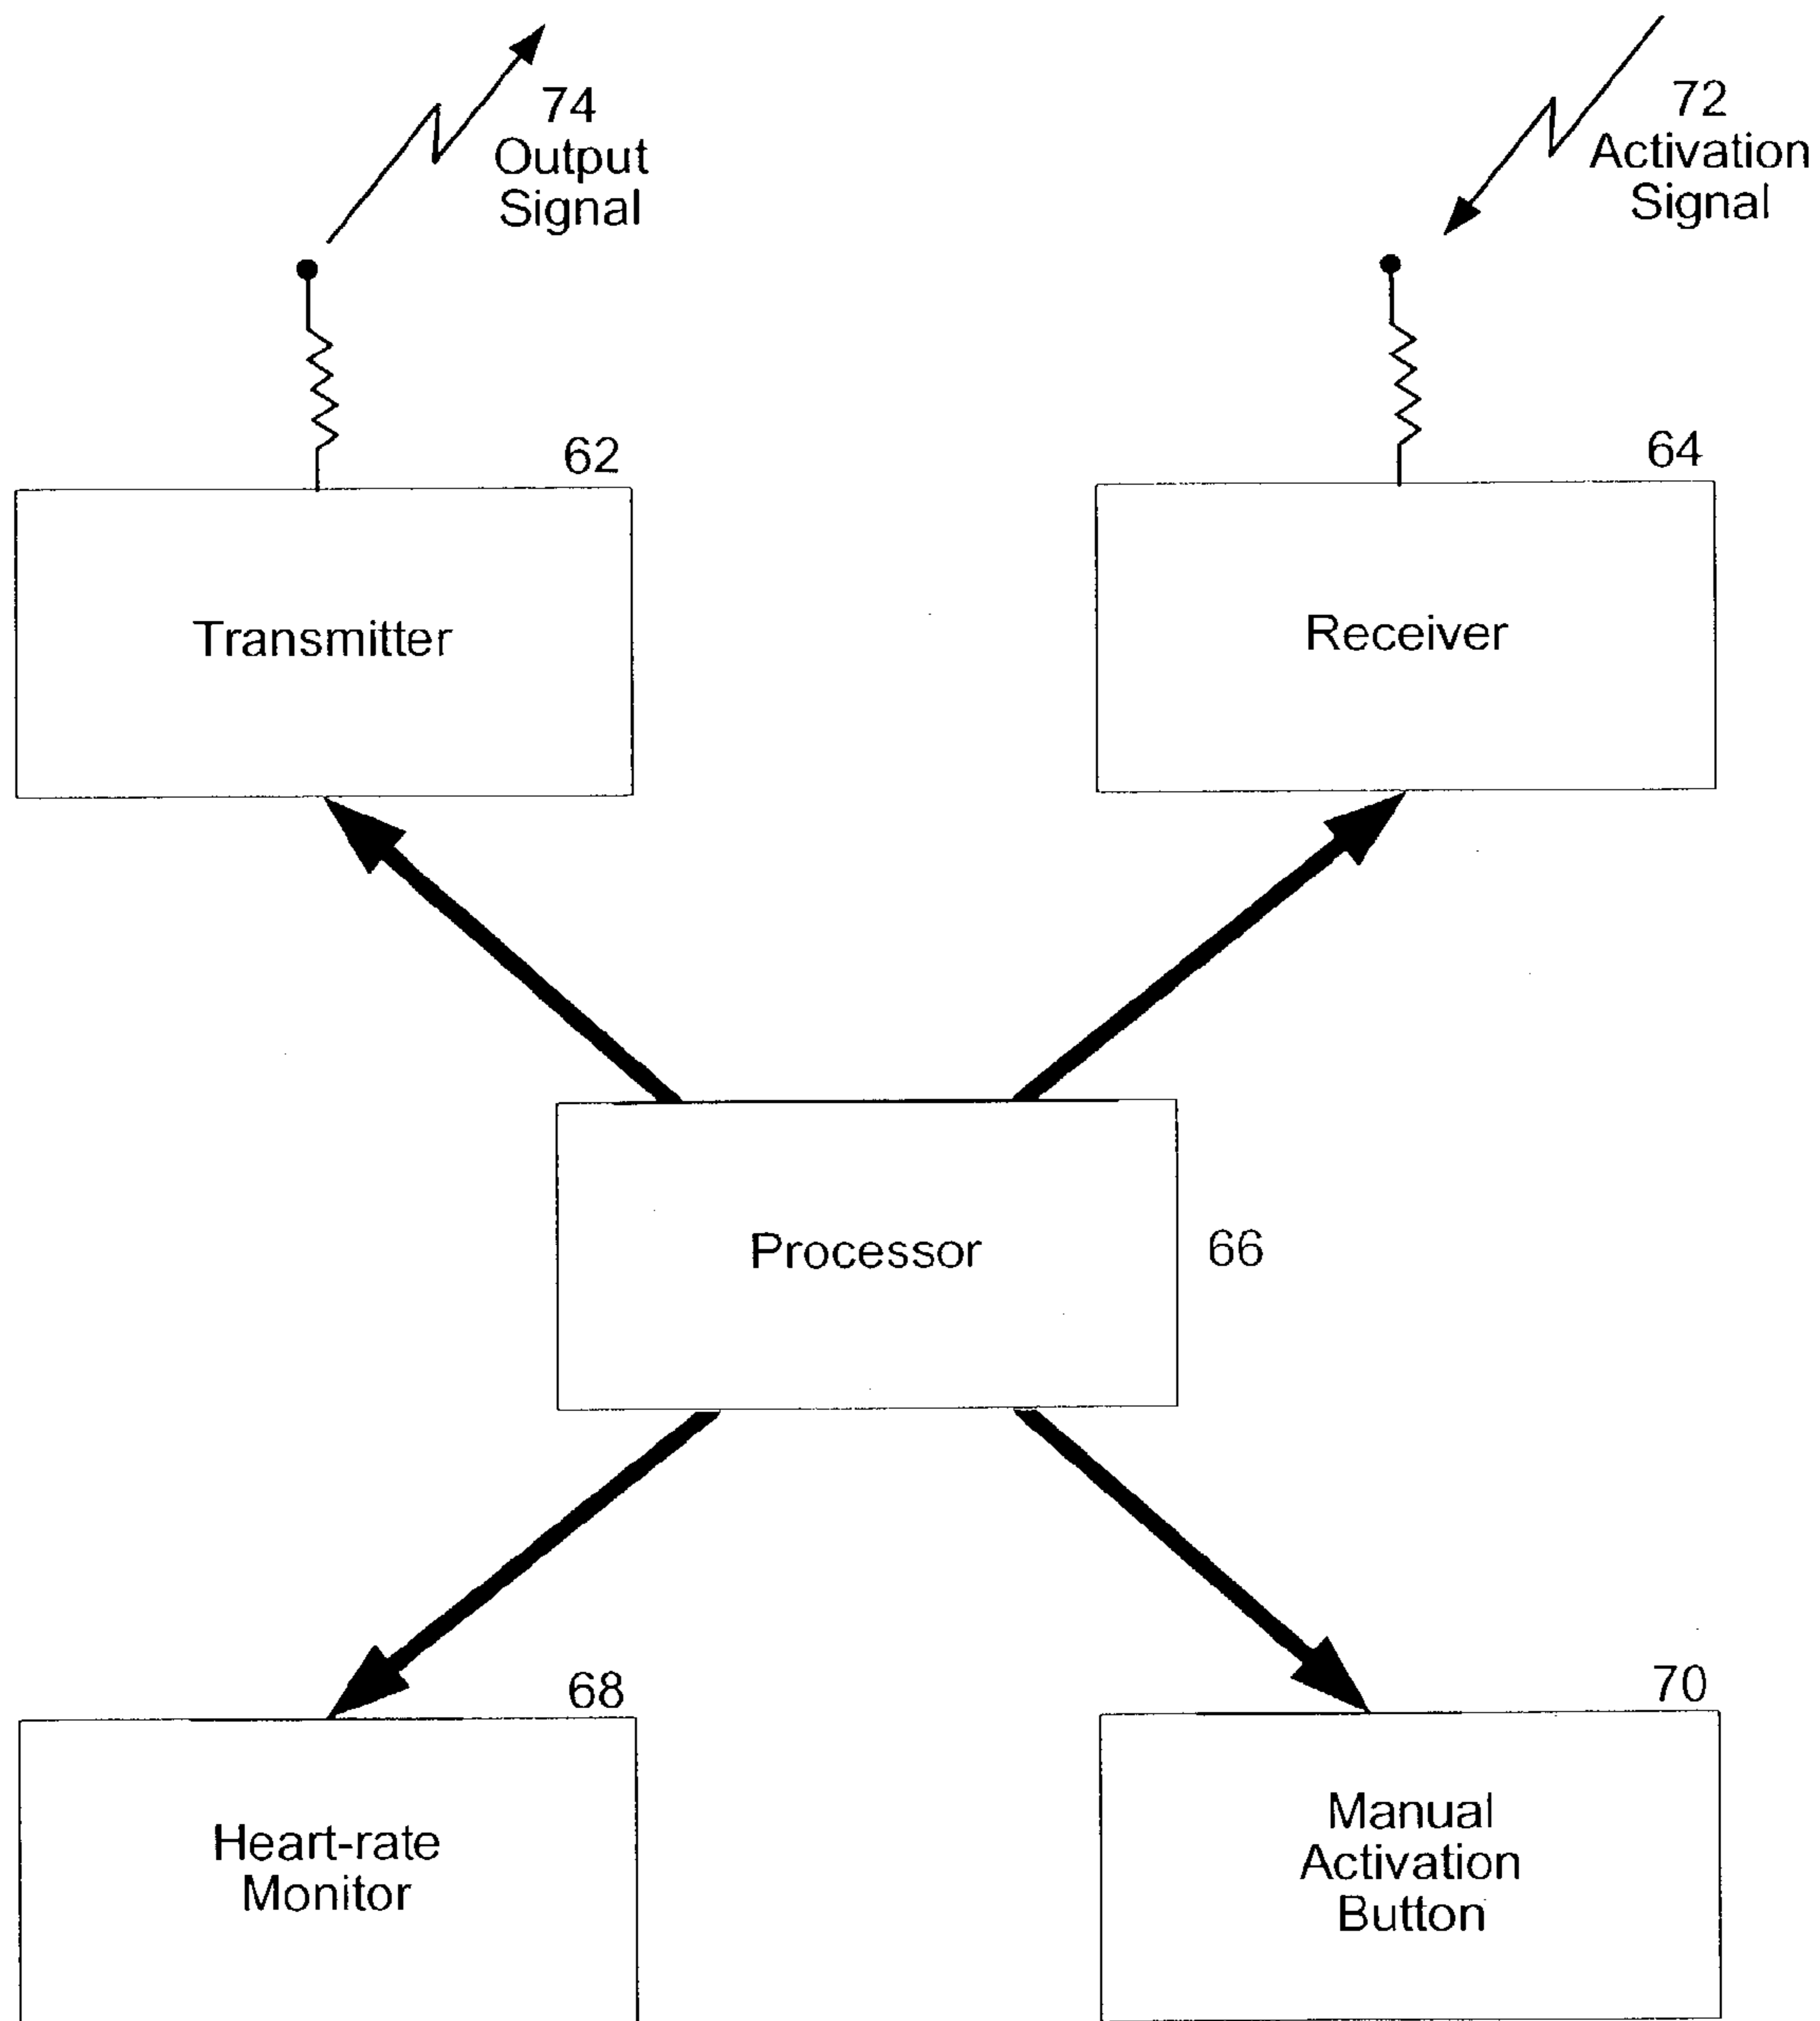 74
Output
Signal
72
Activation
Signal
62
64
Transmitter
Receiver
Processor
66
68
70
Heart-rate
Monitor
Manual
Activation
Button